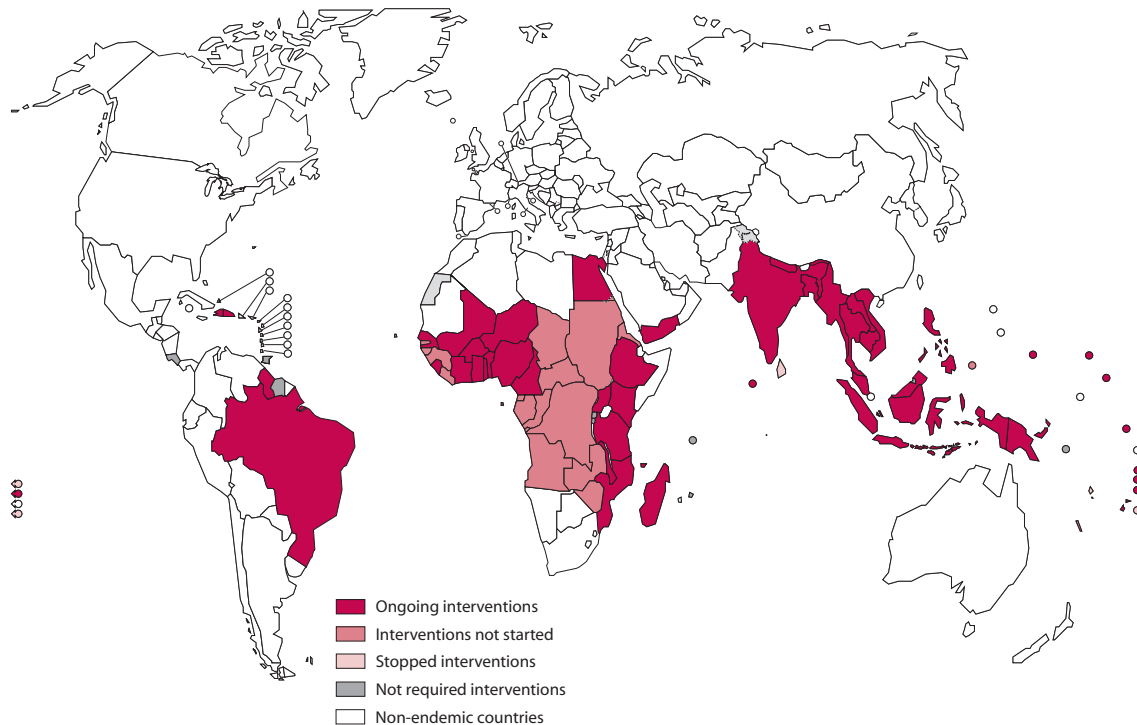 Ongoing interventions
Interventions not started
Stopped interventions
Not required interventions
Non-endemic countries